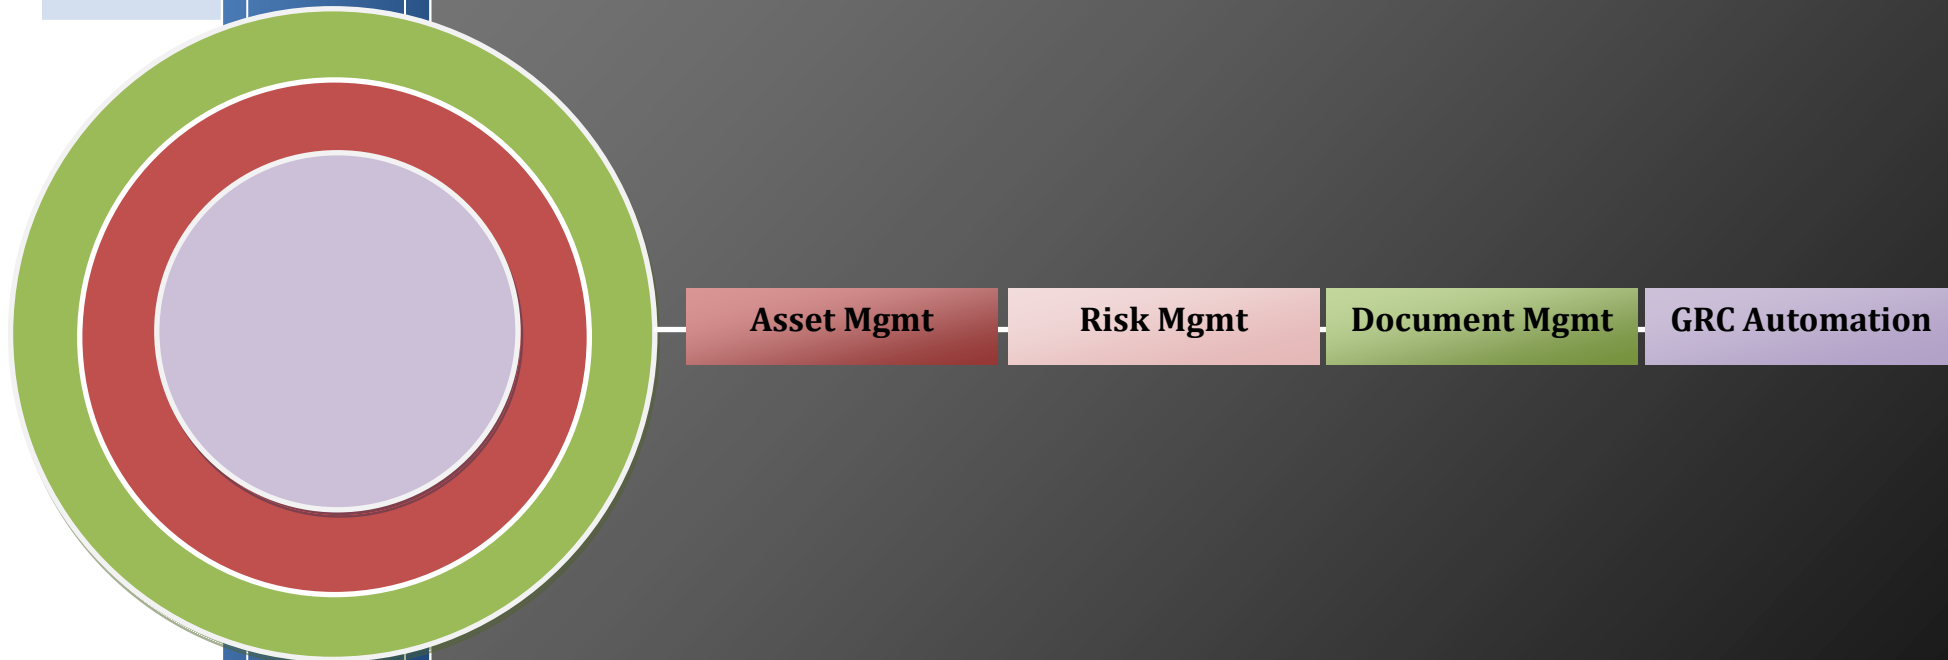 Asset Mgmt
Risk Mgmt
Document Mgmt
GRC Automation